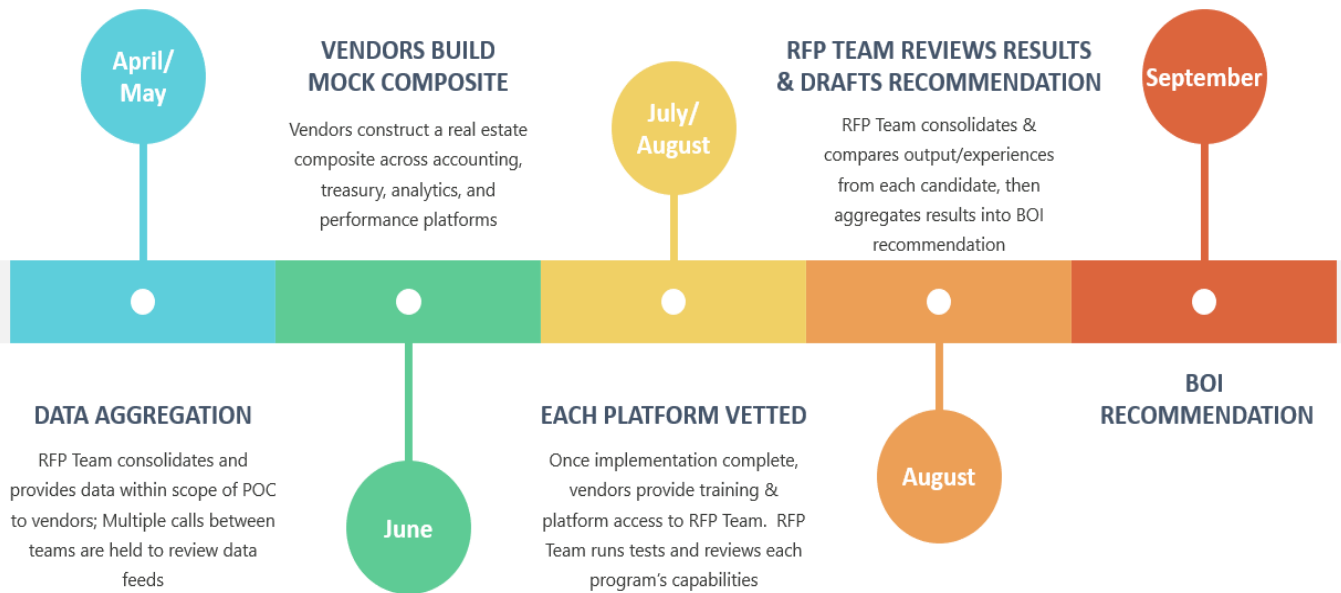 April/
May
DATA AGGREGATION
RFP Team consolidates and
provides data within scope of POC
to vendors; Multiple calls between
teams are held to review data
feeds
VENDORS BUILD
MOCK COMPOSITE
Vendors construct a real estate
composite across accounting,
treasury, analytics, and
performance platforms
June
July/
August
EACH PLATFORM VETTED
Once implementation complete,
vendors provide training &
platform access to RFP Team.  RFP
Team runs tests and reviews each
program's capabilities
RFP TEAM REVIEWS RESULTS
& DRAFTS RECOMMENDATION
RFP Team consolidates &
compares output/experiences
from each candidate, then
aggregates results into BOI
recommendation
August
September
BOI
RECOMMENDATION